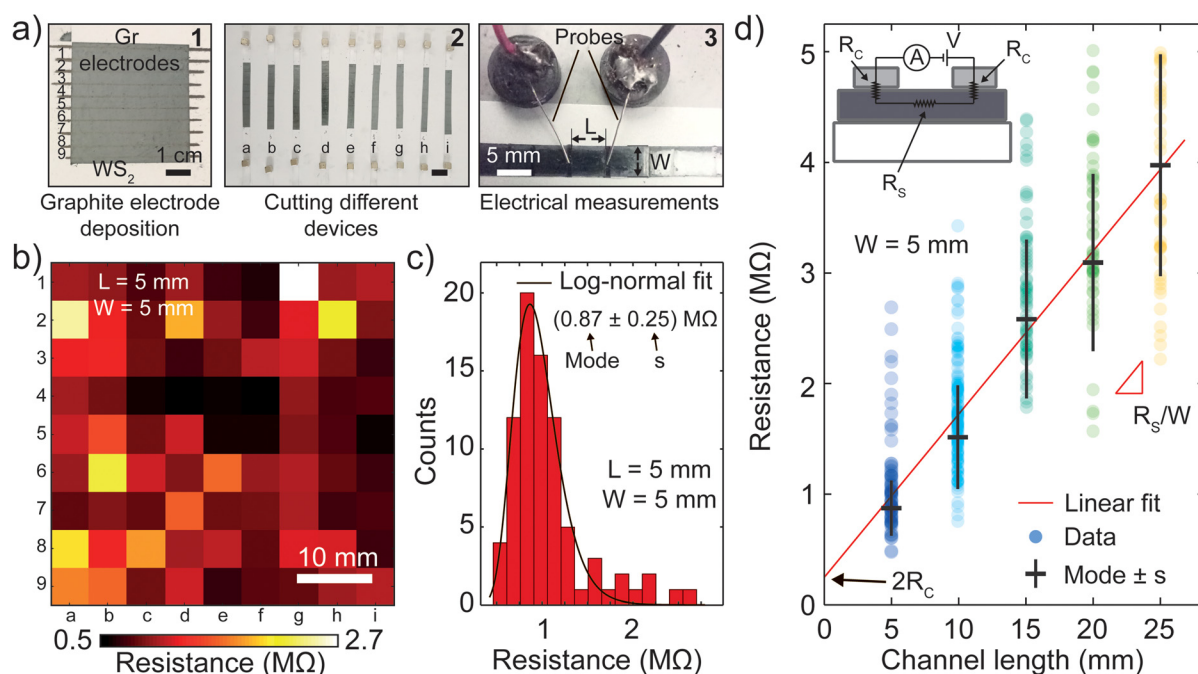 a)
Gr
1
electrodes
1
2
3
4
5
6
7
8
9
WS₂
1 cm
Graphite electrode
deposition
2
a b c d e f g h i
Cutting different
devices
Probes
3
L
5 mm
W
Electrical measurements
b)
L = 5 mm
W = 5 mm
1
2
3
4
5
6
7
8
9
10 mm
a b c d e f g h i
0.5 2.7
Resistance (MΩ)
c)
20
15
10
5
0
Counts
Log-normal fit
(0.87 ± 0.25) MΩ
Mode s
L = 5 mm
W = 5 mm
1 2
Resistance (MΩ)
d)
5
4
3
2
1
0
Resistance (MΩ)
V
A
R_C R_C
R_S
W = 5 mm
R_S/W
Linear fit
Data
Mode ± s
2R_C
0 5 10 15 20 25
Channel length (mm)